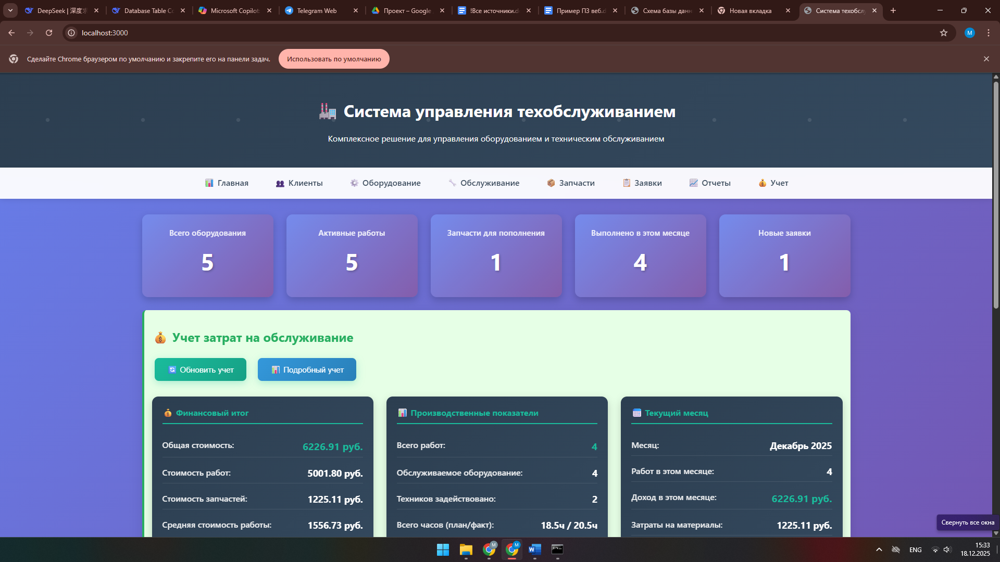 DeepSeek | 深度求
Database Table Co
Microsoft Copilot:
Telegram Web
Проект – Google
!Все источники.d
Пример ПЗ веб.d
Схема базы данн
Новая вкладка
Система техобслу
localhost:3000
M
Сделайте Chrome браузером по умолчанию и закрепите его на панели задач.
Использовать по умолчанию
Система управления техобслуживанием
Комплексное решение для управления оборудованием и техническим обслуживанием
Главная
Клиенты
Оборудование
Обслуживание
Запчасти
Заявки
Отчеты
Учет
Всего оборудования
5
Активные работы
5
Запчасти для пополнения
1
Выполнено в этом месяце
4
Новые заявки
1
Учет затрат на обслуживание
Обновить учет
Подробный учет
Финансовый итог
Общая стоимость: 6226.91 руб.
Стоимость работ: 5001.80 руб.
Стоимость запчастей: 1225.11 руб.
Средняя стоимость работы: 1556.73 руб.
Производственные показатели
Всего работ: 4
Обслуживаемое оборудование: 4
Техников задействовано: 2
Всего часов (план/факт): 18.5ч / 20.5ч
Текущий месяц
Месяц: Декабрь 2025
Работ в этом месяце: 4
Доход в этом месяце: 6226.91 руб.
Затраты на материалы: 1225.11 руб.
Свернуть все окна
M
M
W
ENG
15:33
18.12.2025